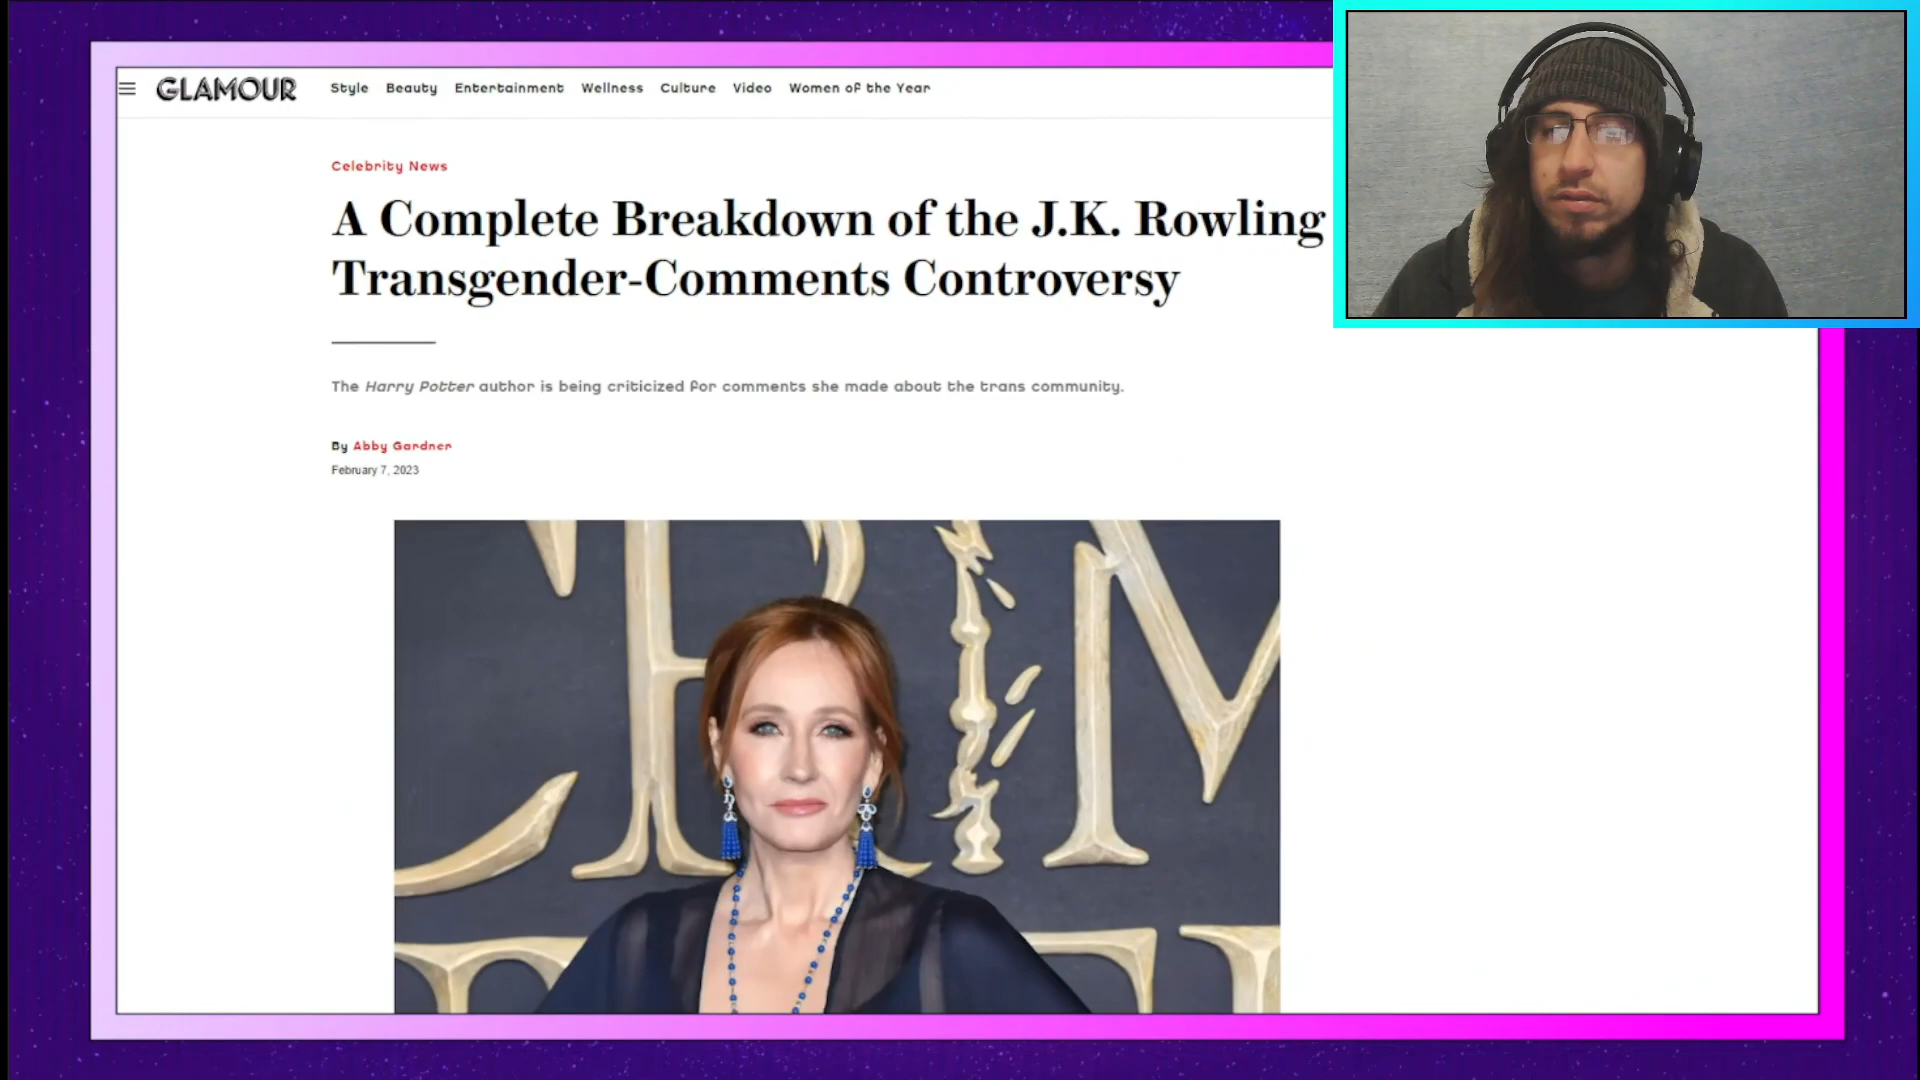 GLAMOUR
Style Beauty Entertainment Wellness Culture Video Women of the Year
Celebrity News
A Complete Breakdown of the J.K. Rowling
Transgender-Comments Controversy
The Harry Potter author is being criticized for comments she made about the trans community.
By Abby Gardner
February 7, 2023